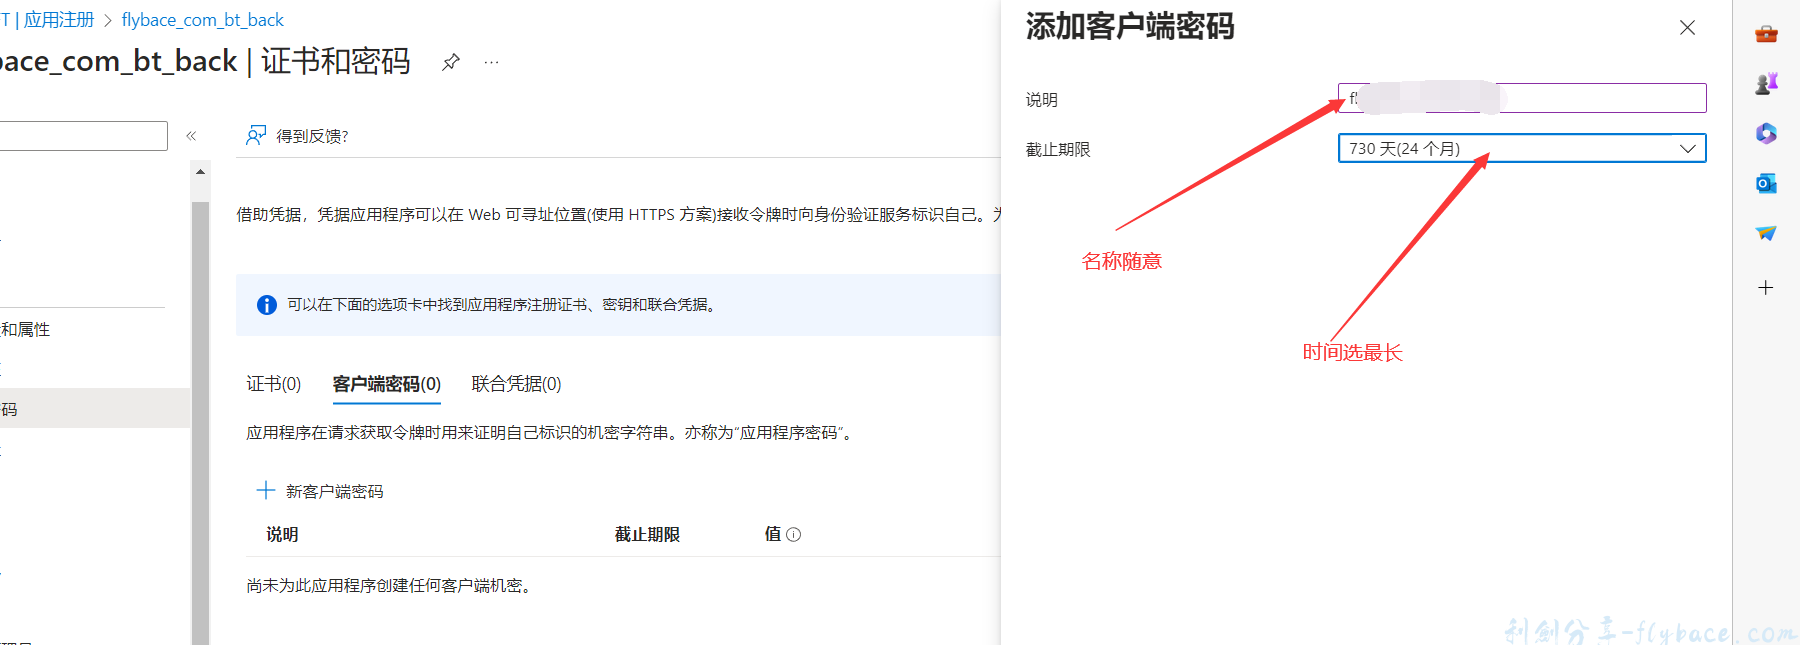 T | 应用注册 > flybace_com_bt_back
bace_com_bt_back | 证书和密码
得到反馈?
借助凭据，凭据应用程序可以在 Web 可寻址位置(使用 HTTPS 方案)接收令牌时向身份验证服务标识自己。为
可以在下面的选项卡中找到应用程序注册证书、密钥和联合凭据。
和属性
码
证书(0) 客户端密码(0) 联合凭据(0)
应用程序在请求获取令牌时用来证明自己标识的机密字符串。亦称为“应用程序密码”。
新客户端密码
说明 截止期限 值
尚未为此应用程序创建任何客户端机密。
添加客户端密码
说明
截止期限 730 天(24 个月)
名称随意
时间选最长
利創分享-flybace.com